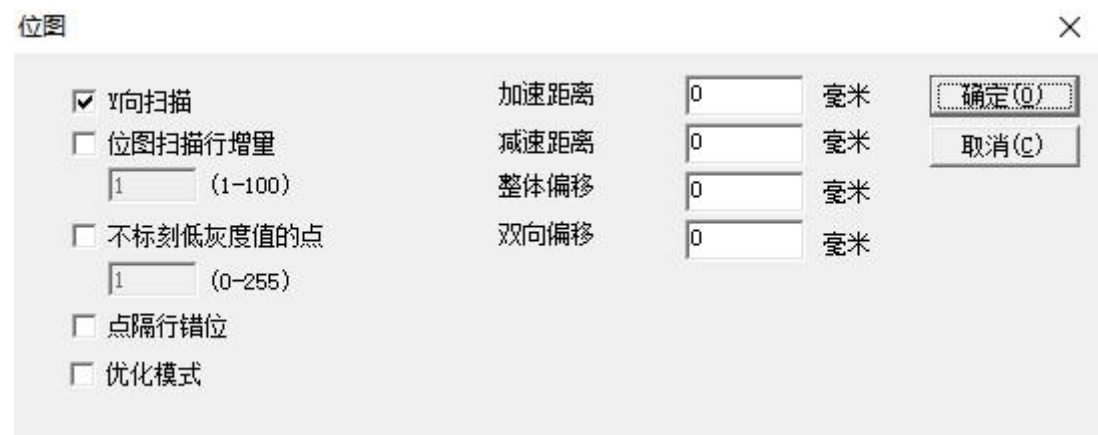 位图
Y向扫描
位图扫描行增量
1 (1-100)
不标刻低灰度值的点
1 (0-255)
点隔行错位
优化模式
加速距离 0 毫米
减速距离 0 毫米
整体偏移 0 毫米
双向偏移 0 毫米
确定(O)
取消(C)